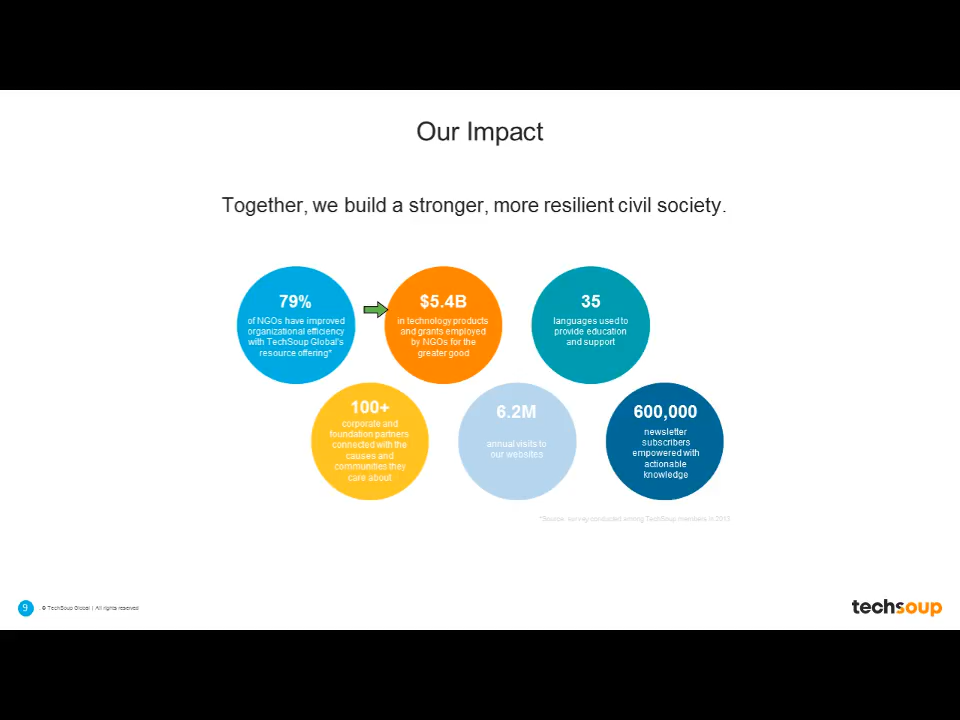 Our Impact
Together, we build a stronger, more resilient civil society.
79%
of NGOs have improved
organizational efficiency
with TechSoup Global's
resource offering*
$5.4B
in technology products
and grants employed
by NGOs for the
greater good
35
languages used to
provide education
and support
100+
corporate and
foundation partners
connected with the
causes and
communities they
care about
6.2M
annual visits to
our websites
600,000
newsletter
subscribers
empowered with
actionable
knowledge
*Source: survey conducted among TechSoup members in 2013
9
© TechSoup Global | All rights reserved
techsoup